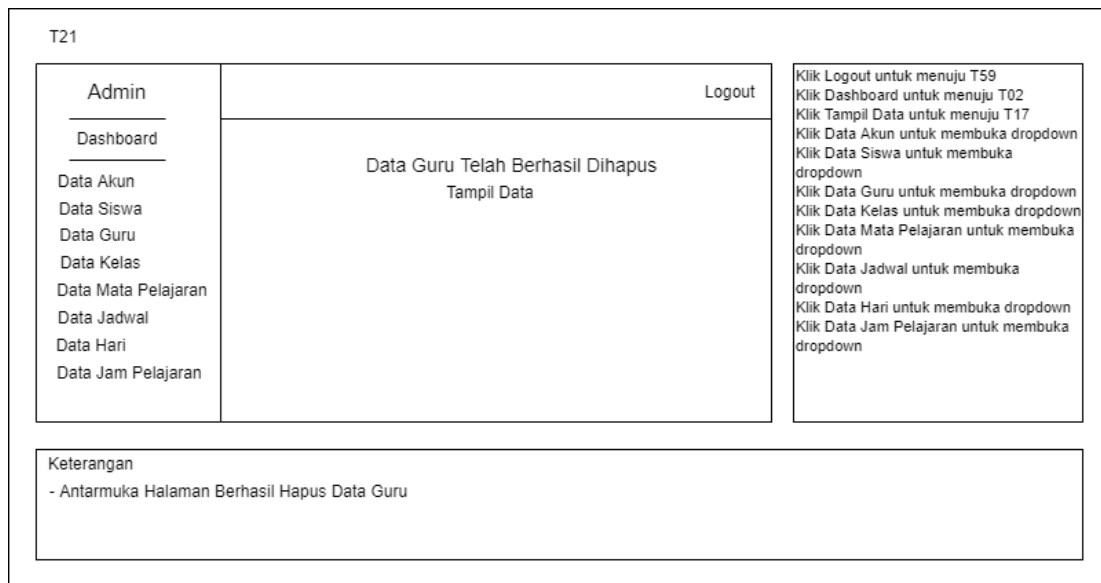 T21
Admin
Logout
Dashboard
Data Akun
Data Siswa
Data Guru
Data Kelas
Data Mata Pelajaran
Data Jadwal
Data Hari
Data Jam Pelajaran
Data Guru Telah Berhasil Dihapus
Tampil Data
Klik Logout untuk menuju T59
Klik Dashboard untuk menuju T02
Klik Tampil Data untuk menuju T17
Klik Data Akun untuk membuka dropdown
Klik Data Siswa untuk membuka
dropdown
Klik Data Guru untuk membuka dropdown
Klik Data Kelas untuk membuka dropdown
Klik Data Mata Pelajaran untuk membuka
dropdown
Klik Data Jadwal untuk membuka
dropdown
Klik Data Hari untuk membuka dropdown
Klik Data Jam Pelajaran untuk membuka
dropdown
Keterangan
- Antarmuka Halaman Berhasil Hapus Data Guru